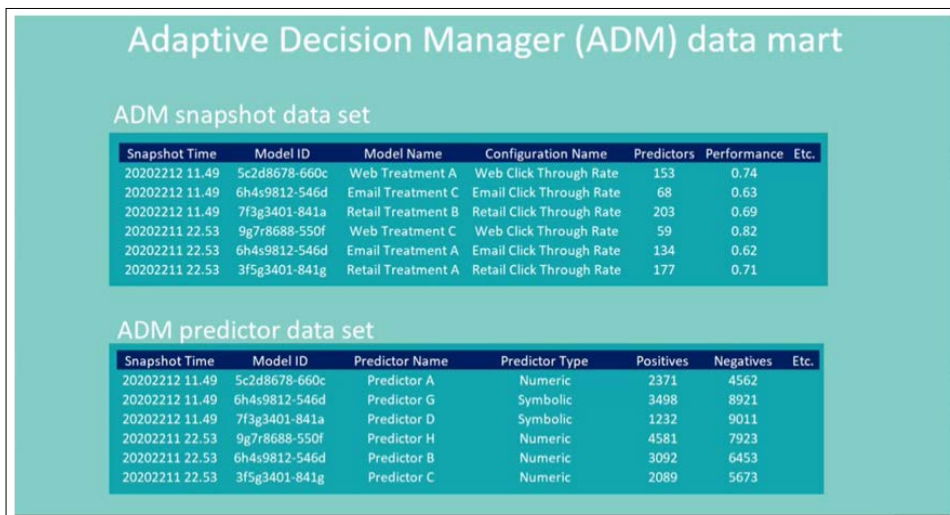 Adaptive Decision Manager (ADM) data mart
ADM snapshot data set
Snapshot Time Model ID Model Name Configuration Name Predictors Performance Etc.
20202212 11.49 5c2d8678-660c Web Treatment A Web Click Through Rate 153 0.74
20202212 11.49 6h4s9812-546d Email Treatment C Email Click Through Rate 68 0.63
20202212 11.49 7f3g3401-841a Retail Treatment B Retail Click Through Rate 203 0.69
20202211 22.53 9g7r8688-550f Web Treatment C Web Click Through Rate 59 0.82
20202211 22.53 6h4s9812-546d Email Treatment A Email Click Through Rate 134 0.62
20202211 22.53 3f5g3401-841g Retail Treatment A Retail Click Through Rate 177 0.71
ADM predictor data set
Snapshot Time Model ID Predictor Name Predictor Type Positives Negatives Etc.
20202212 11.49 5c2d8678-660c Predictor A Numeric 2371 4562
20202212 11.49 6h4s9812-546d Predictor G Symbolic 3498 8921
20202212 11.49 7f3g3401-841a Predictor D Symbolic 1232 9011
20202211 22.53 9g7r8688-550f Predictor H Numeric 4581 7923
20202211 22.53 6h4s9812-546d Predictor B Numeric 3092 6453
20202211 22.53 3f5g3401-841g Predictor C Numeric 2089 5673